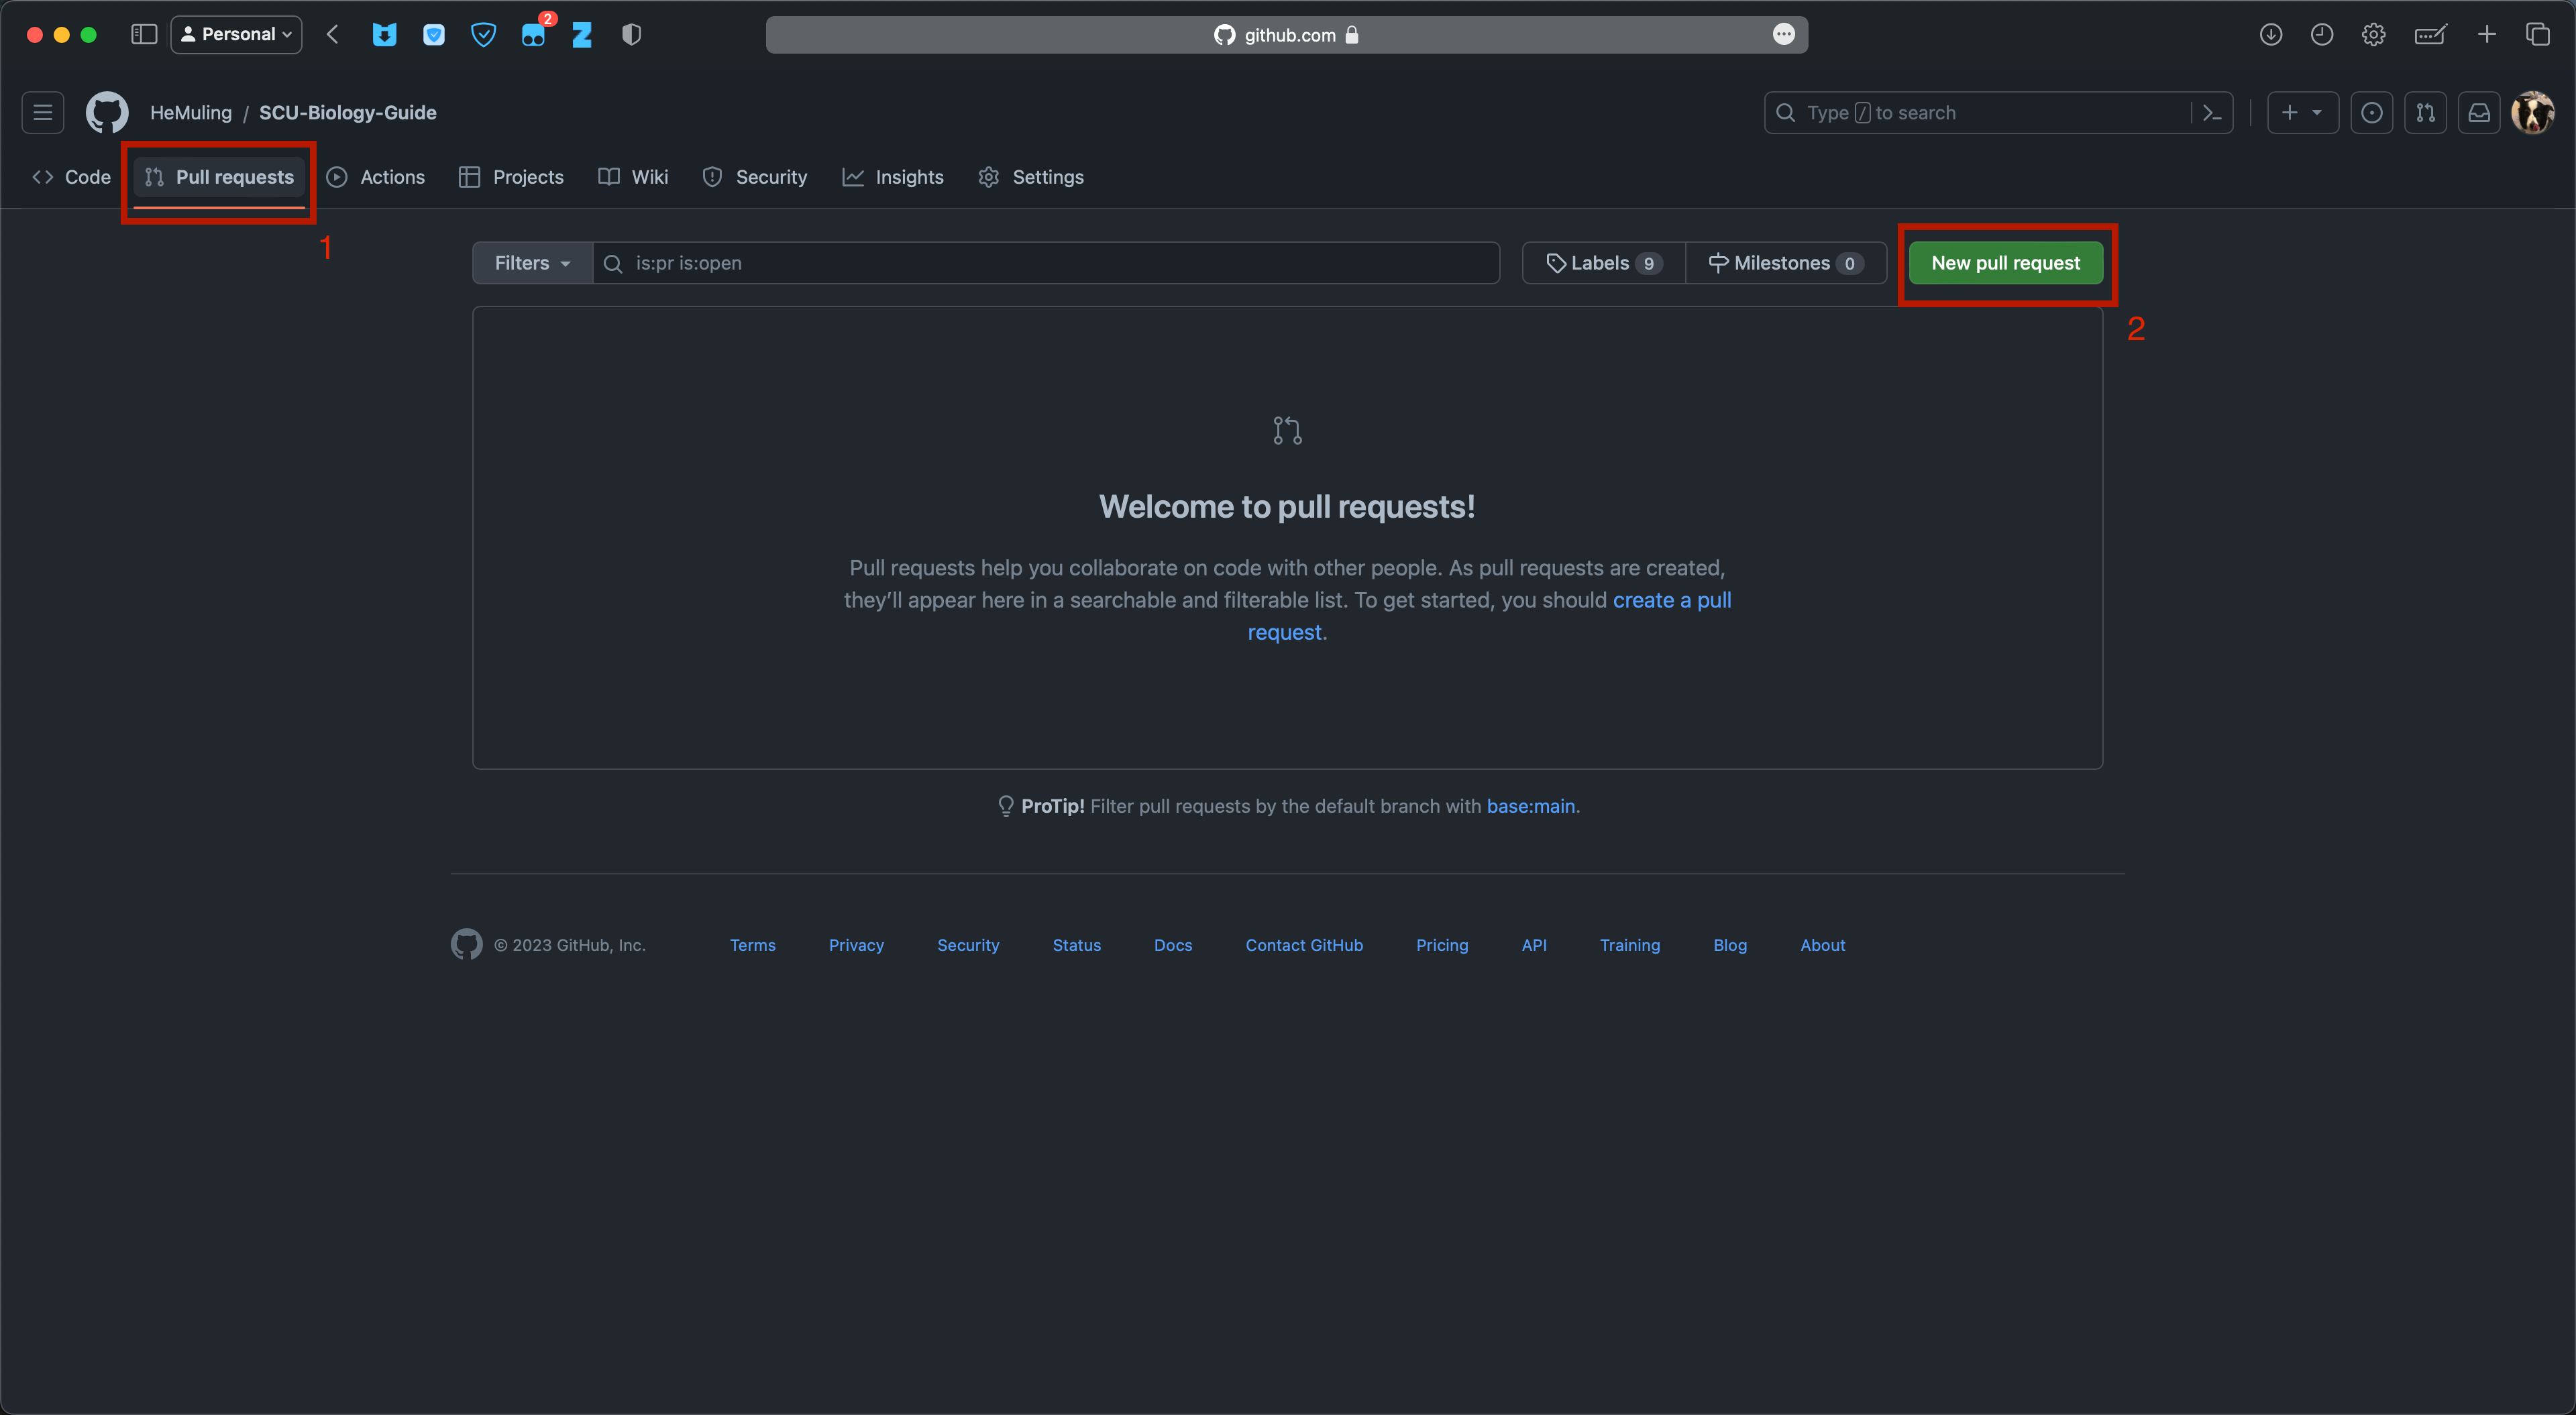 Personal
2
github.com
HeMuling / SCU-Biology-Guide
Type / to search
Code
Pull requests
Actions
Projects
Wiki
Security
Insights
Settings
1
Filters
is:pr is:open
Labels 9
Milestones 0
New pull request
2
Welcome to pull requests!
Pull requests help you collaborate on code with other people. As pull requests are created,
they’ll appear here in a searchable and filterable list. To get started, you should create a pull
request.
ProTip! Filter pull requests by the default branch with base:main.
© 2023 GitHub, Inc.
Terms
Privacy
Security
Status
Docs
Contact GitHub
Pricing
API
Training
Blog
About